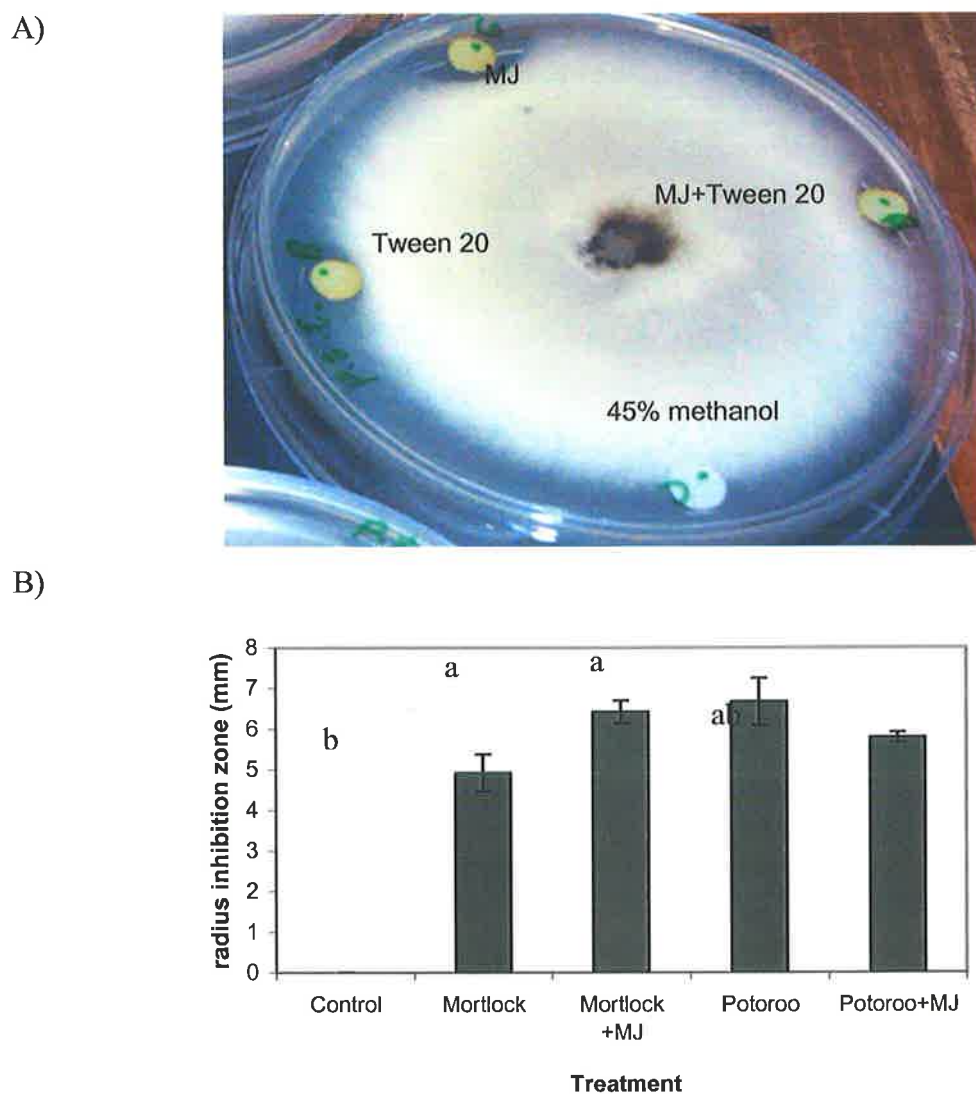 A)
MJ
MJ+Tween 20
Tween 20
45% methanol
B)
8
7
6
5
4
3
2
1
0
radius inhibition zone (mm)
b
a
a
ab
Control
Mortlock
Mortlock
+MJ
Potoroo
Potoroo+MJ
Treatment